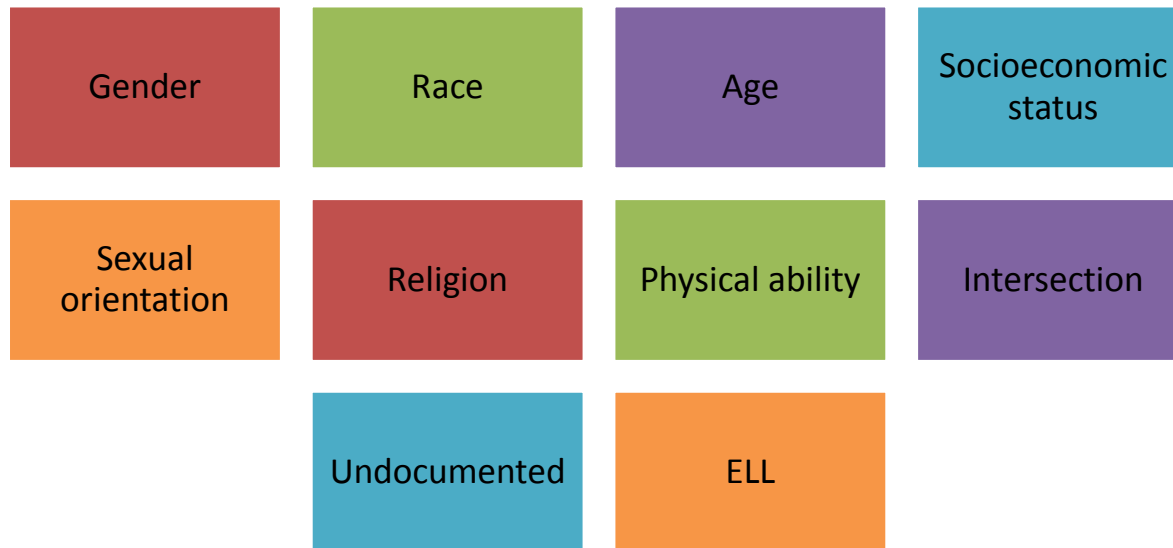 Gender
Race
Age
Socioeconomic
status
Sexual
orientation
Religion
Physical ability
Intersection
Undocumented
ELL